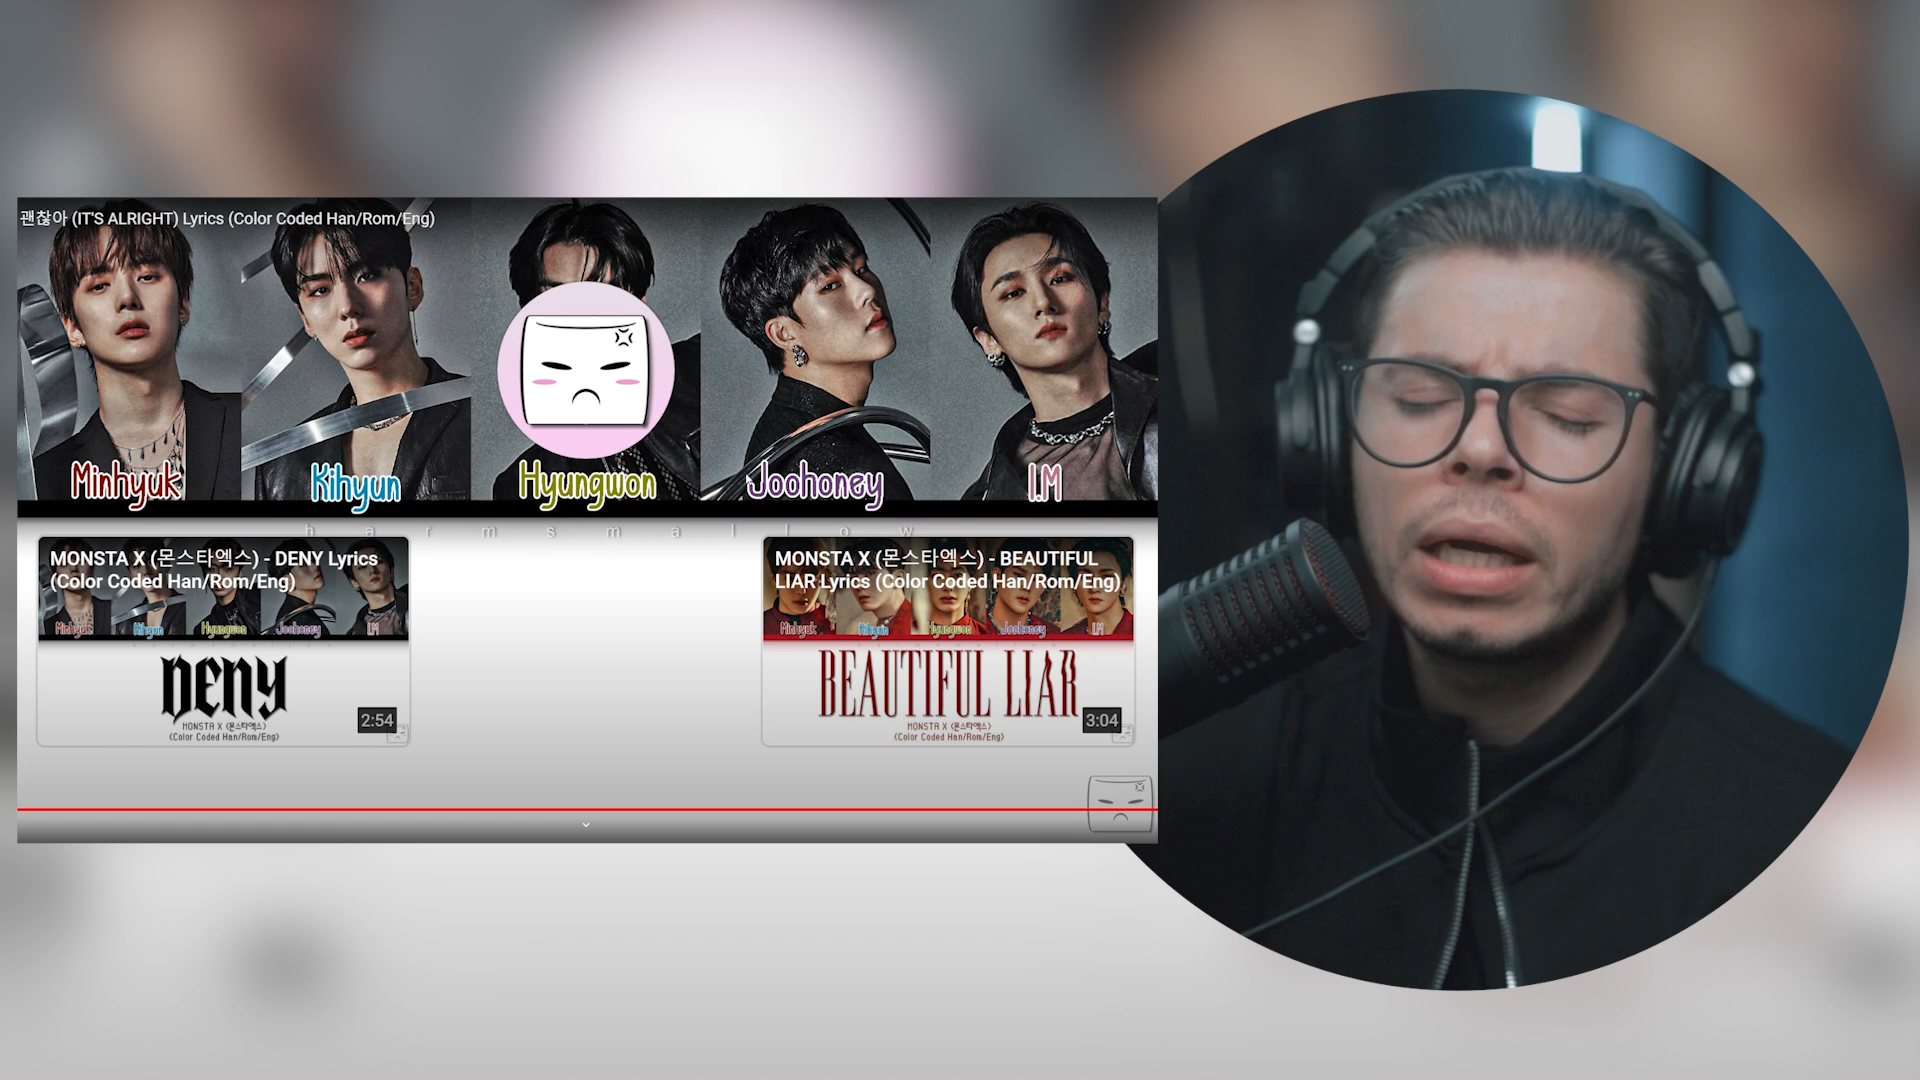 괜찮아 (IT'S ALRIGHT) Lyrics (Color Coded Han/Rom/Eng)
Minhyuk
Kihyun
Hyungwon
Joohoney
I.M
h a r m s m a l l o w
MONSTA X (몬스타엑스) - DENY Lyrics
(Color Coded Han/Rom/Eng)
Minhyuk
Kihyun
Hyungwon
Joohoney
I.M
DENY
MONSTA X (몬스타엑스)
(Color Coded Han/Rom/Eng)
2:54
MONSTA X (몬스타엑스) - BEAUTIFUL
LIAR Lyrics (Color Coded Han/Rom/Eng)
Minhyuk
Kihyun
Hyungwon
Joohoney
I.M
BEAUTIFUL LIAR
MONSTA X (몬스타엑스)
(Color Coded Han/Rom/Eng)
3:04